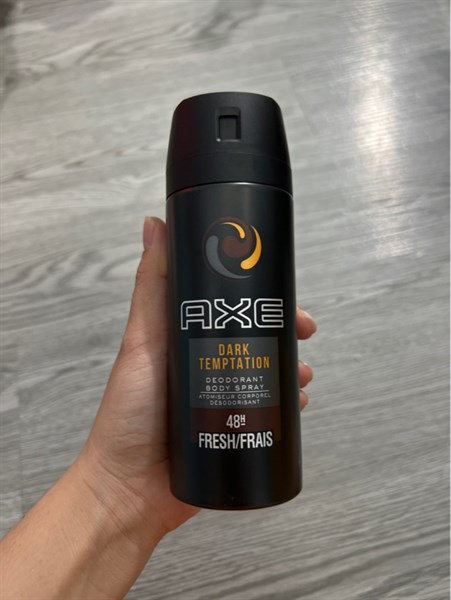 AXE
DARK
TEMPTATION
DEODORANT
BODY SPRAY
ATOMISEUR CORPOREL
DÉSODORISANT
48H
FRESH/FRAIS